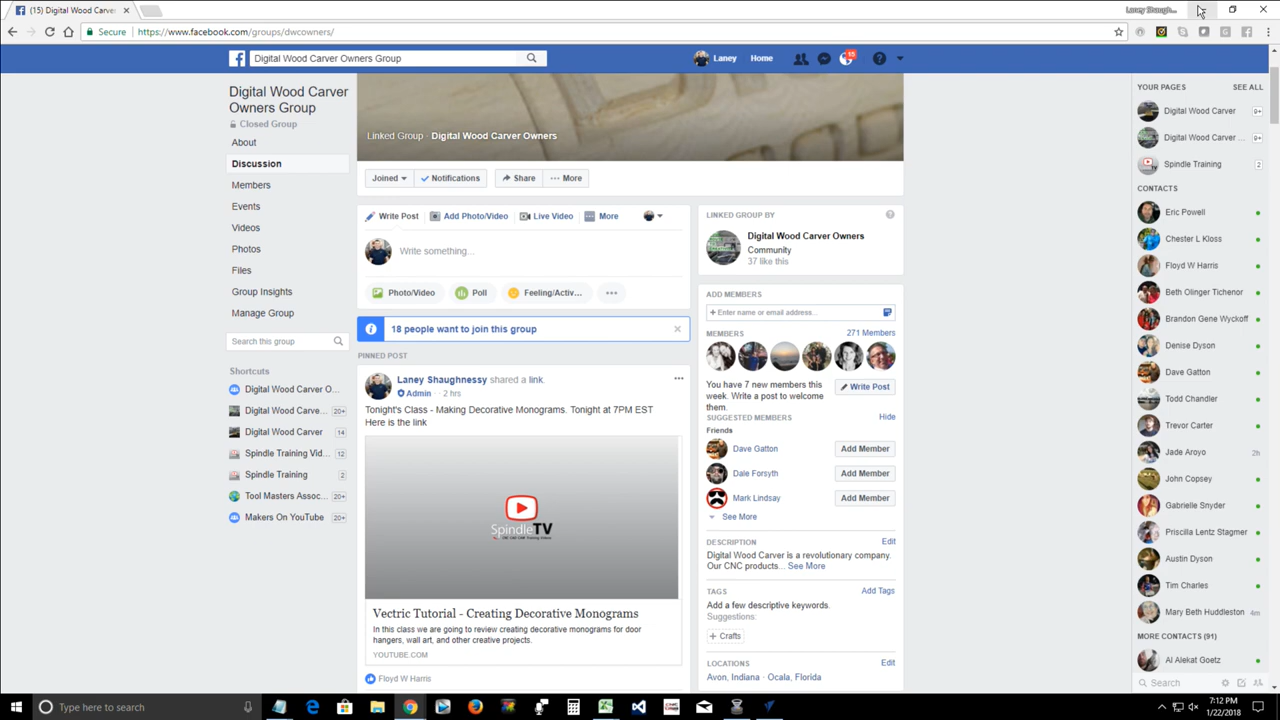 (15) Digital Wood Carver
Laney Shaugh...
Secure
https://www.facebook.com/groups/dwcowners/
Digital Wood Carver Owners Group
Laney
Home
15
Digital Wood Carver
Owners Group
Closed Group
About
Discussion
Members
Events
Videos
Photos
Files
Group Insights
Manage Group
Search this group
Shortcuts
Digital Wood Carver O...
Digital Wood Carve... 20+
Digital Wood Carver 14
Spindle Training Vid... 12
Spindle Training 2
Tool Masters Assoc... 20+
Makers On YouTube 20+
Linked Group · Digital Wood Carver Owners
Joined
Notifications
Share
More
Write Post
Add Photo/Video
Live Video
More
Write something...
Photo/Video
Poll
Feeling/Activ...
18 people want to join this group
PINNED POST
Laney Shaughnessy shared a link.
Admin · 2 hrs
Tonight's Class - Making Decorative Monograms. Tonight at 7PM EST
Here is the link
SpindleTV
Vectric Tutorial - Creating Decorative Monograms
In this class we are going to review creating decorative monograms for door
hangers, wall art, and other creative projects.
YOUTUBE.COM
Floyd W Harris
LINKED GROUP BY
Digital Wood Carver Owners
Community
37 like this
ADD MEMBERS
+ Enter name or email address...
MEMBERS
271 Members
You have 7 new members this
week. Write a post to welcome
them.
Write Post
SUGGESTED MEMBERS
Hide
Friends
Dave Gatton
Add Member
Dale Forsyth
Add Member
Mark Lindsay
Add Member
See More
DESCRIPTION
Edit
Digital Wood Carver is a revolutionary company.
Our CNC products... See More
TAGS
Add Tags
Add a few descriptive keywords.
Suggestions:
+ Crafts
LOCATIONS
Edit
Avon, Indiana · Ocala, Florida
YOUR PAGES
SEE ALL
Digital Wood Carver 9+
Digital Wood Carver ... 9+
Spindle Training 2
CONTACTS
Eric Powell
Chester L Kloss
Floyd W Harris
Beth Olinger Tichenor
Brandon Gene Wyckoff
Denise Dyson
Dave Gatton
Todd Chandler
Trevor Carter
Jade Aroyo 2h
John Copsey
Gabrielle Snyder
Priscilla Lentz Stagmer
Austin Dyson
Tim Charles
Mary Beth Huddleston 4m
MORE CONTACTS (91)
Al Alekat Goetz
Search
Type here to search
7:12 PM
1/22/2018